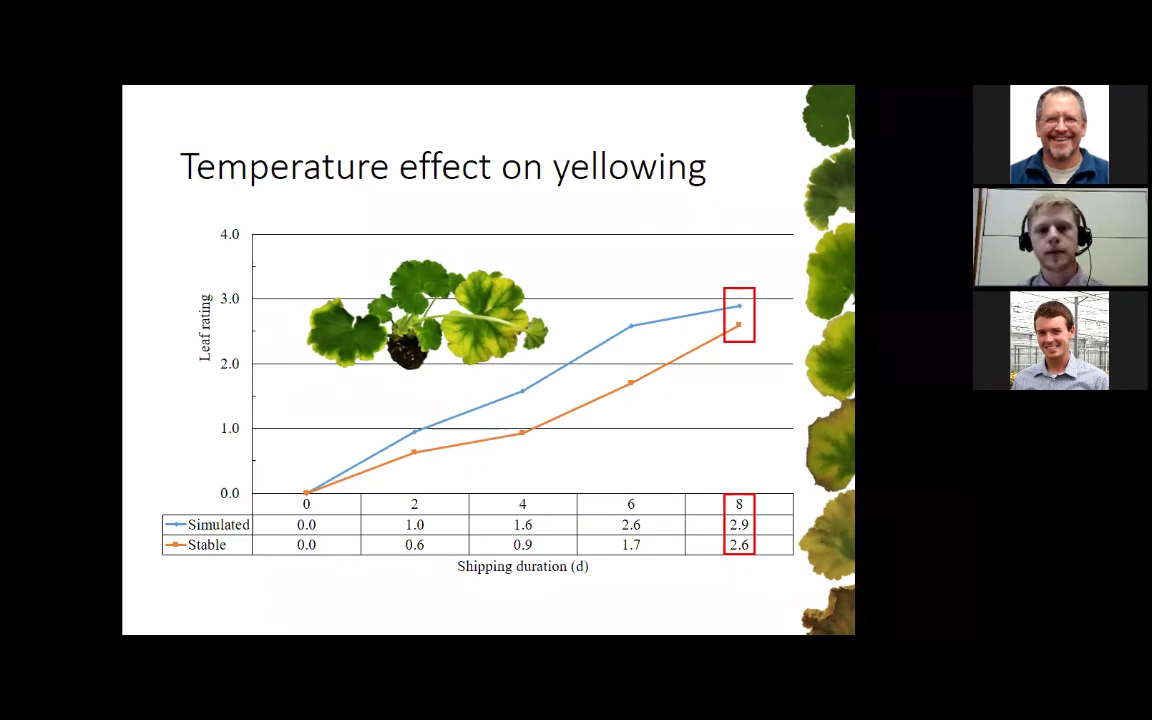 Temperature effect on yellowing
4.0
3.0
2.0
1.0
0.0
Leaf rating
0 2 4 6 8
Simulated 0.0 1.0 1.6 2.6 2.9
Stable 0.0 0.6 0.9 1.7 2.6
Shipping duration (d)